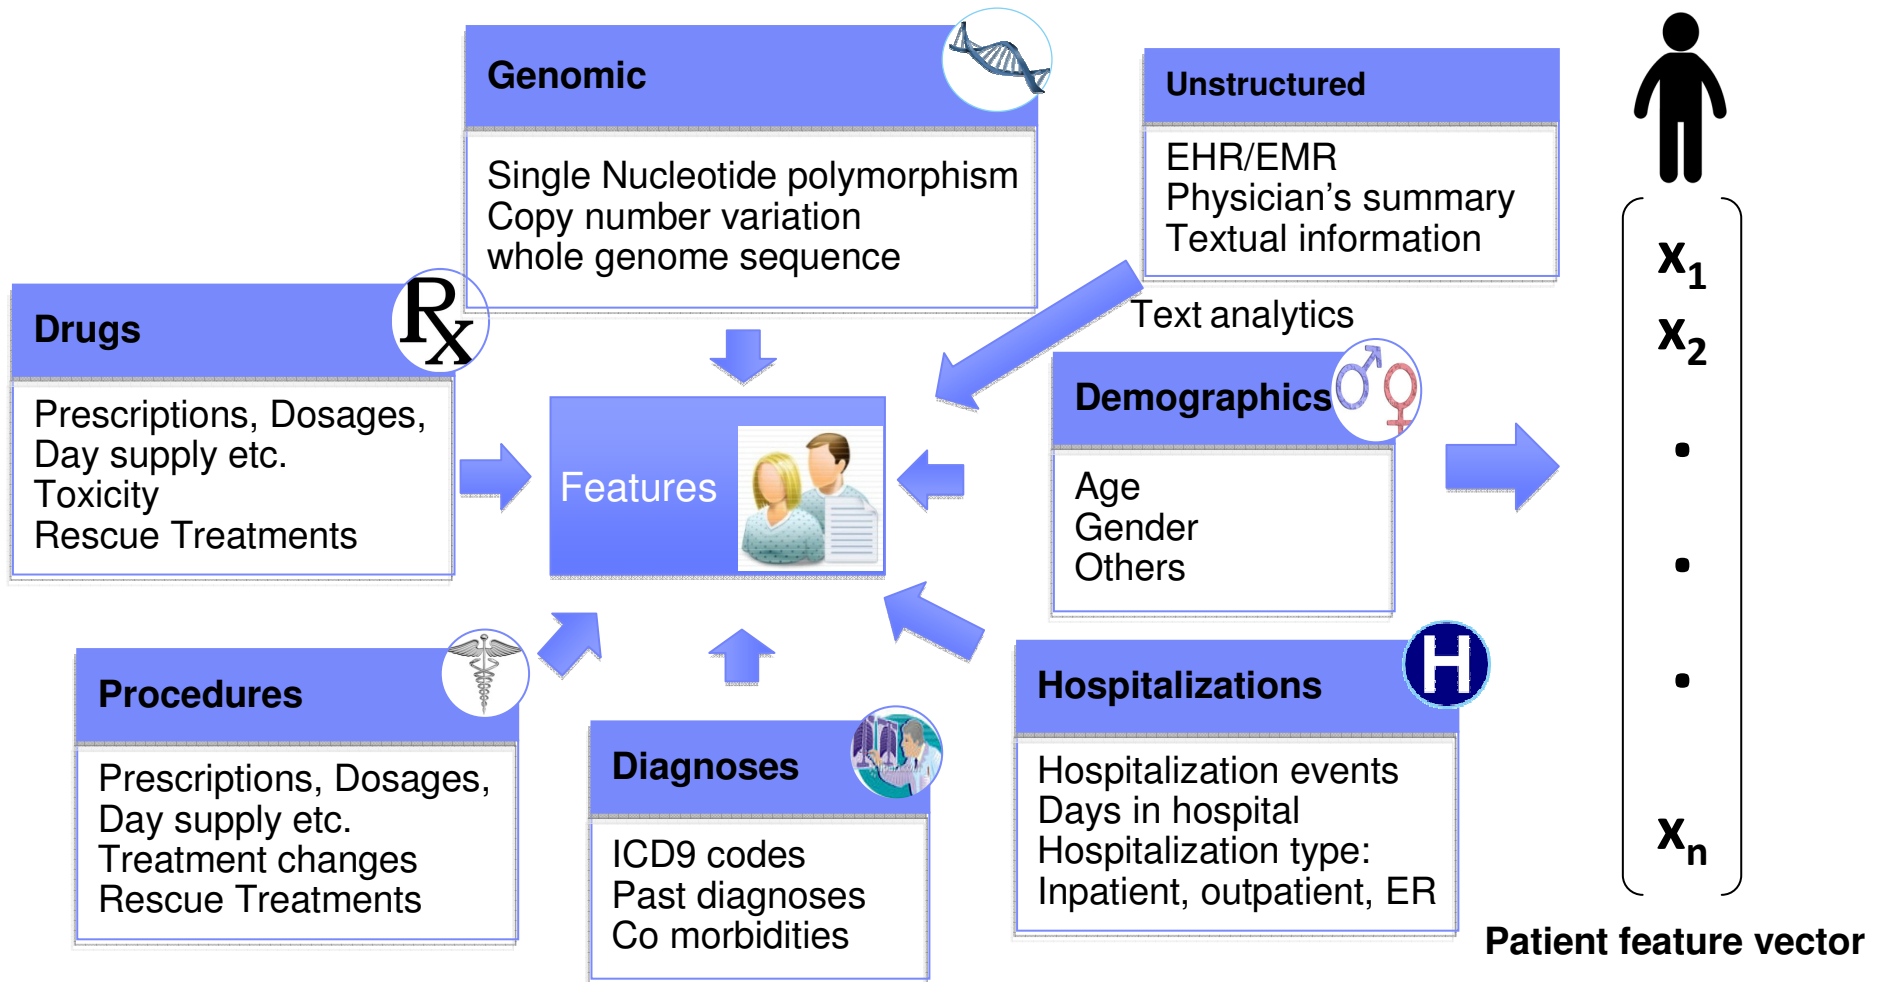 Genomic
Single Nucleotide polymorphism
Copy number variation
whole genome sequence
Unstructured
EHR/EMR
Physician’s summary
Textual information
Text analytics
Drugs
Rx
Prescriptions, Dosages,
Day supply etc.
Toxicity
Rescue Treatments
Features
Demographics
Age
Gender
Others
Procedures
Prescriptions, Dosages,
Day supply etc.
Treatment changes
Rescue Treatments
Diagnoses
ICD9 codes
Past diagnoses
Co morbidities
Hospitalizations
H
Hospitalization events
Days in hospital
Hospitalization type:
Inpatient, outpatient, ER
x1
x2
.
.
.
xn
Patient feature vector